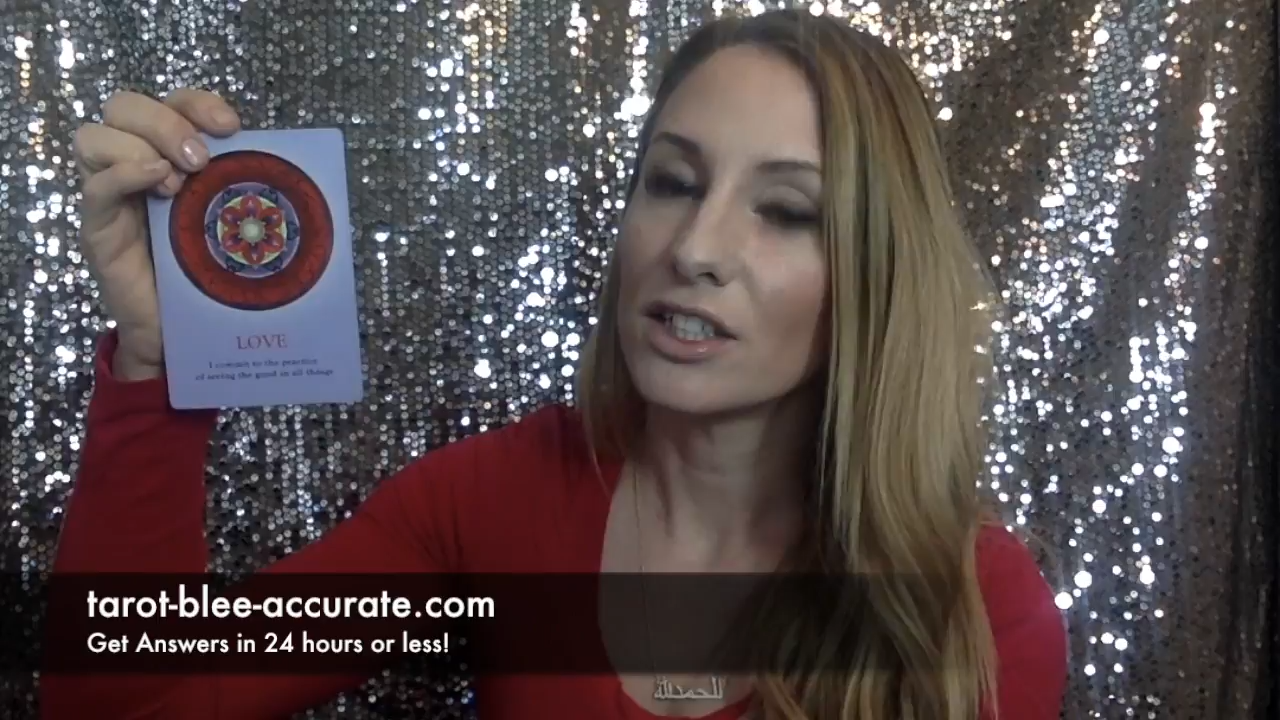 LOVE
I commit to the practice
of seeing the good in all things
tarot-blee-accurate.com
Get Answers in 24 hours or less!